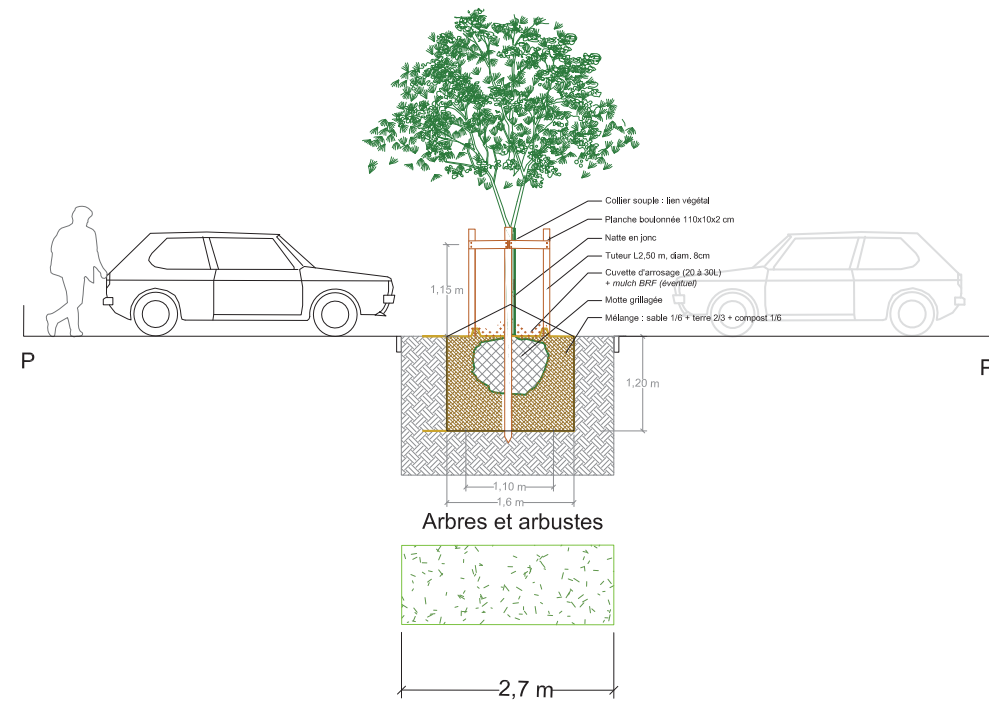 Collier souple : lien végétal
Planche boulonnée 110x10x2 cm
Natte en jonc
Tuteur L2,50 m, diam. 8cm
Cuvette d'arrosage (20 à 30L)
+ mulch BRF (éventuel)
1,15 m
Motte grillagée
Mélange : sable 1/6 + terre 2/3 + compost 1/6
P
P
1,20 m
1,10 m
1,6 m
Arbres et arbustes
2,7 m